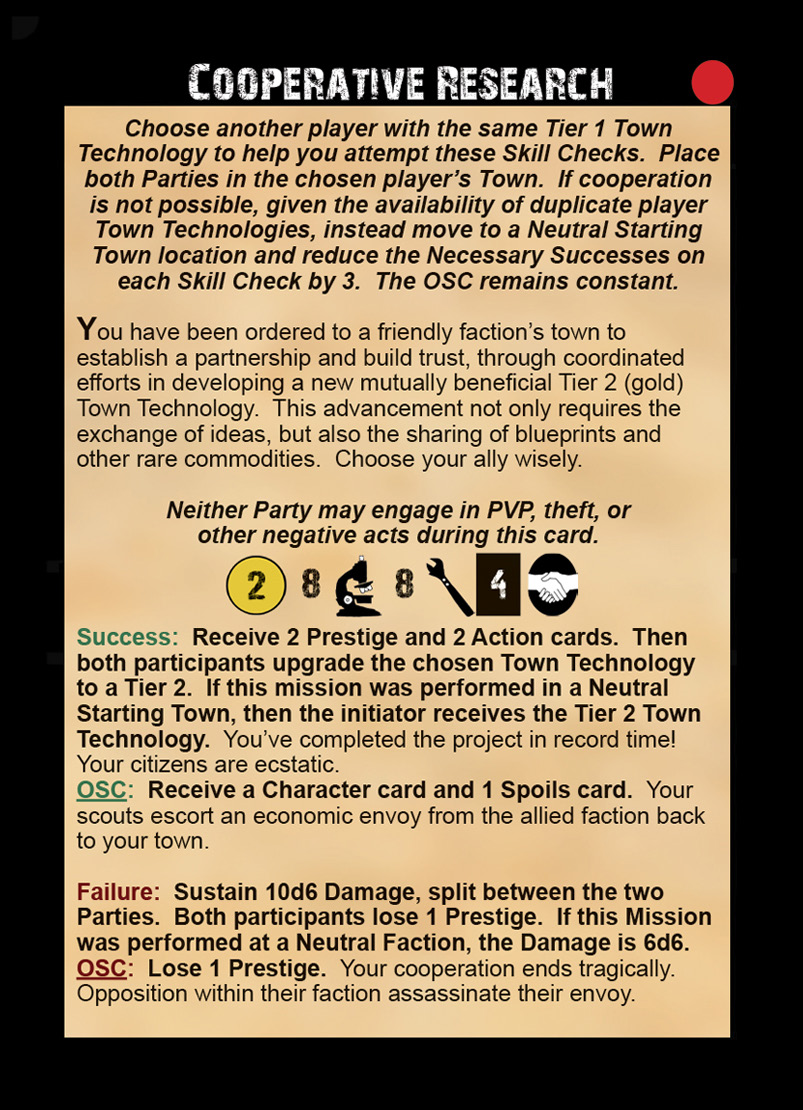 Cooperative Research
Choose another player with the same Tier 1 Town
Technology to help you attempt these Skill Checks.  Place
both Parties in the chosen player's Town.  If cooperation
is not possible, given the availability of duplicate player
Town Technologies, instead move to a Neutral Starting
Town location and reduce the Necessary Successes on
each Skill Check by 3.  The OSC remains constant.
You have been ordered to a friendly faction's town to
establish a partnership and build trust, through coordinated
efforts in developing a new mutually beneficial Tier 2 (gold)
Town Technology.  This advancement not only requires the
exchange of ideas, but also the sharing of blueprints and
other rare commodities.  Choose your ally wisely.
Neither Party may engage in PVP, theft, or
other negative acts during this card.
2 8 8 4
Success:  Receive 2 Prestige and 2 Action cards.  Then
both participants upgrade the chosen Town Technology
to a Tier 2.  If this mission was performed in a Neutral
Starting Town, then the initiator receives the Tier 2 Town
Technology.  You've completed the project in record time!
Your citizens are ecstatic.
OSC:  Receive a Character card and 1 Spoils card.  Your
scouts escort an economic envoy from the allied faction back
to your town.
Failure:  Sustain 10d6 Damage, split between the two
Parties.  Both participants lose 1 Prestige.  If this Mission
was performed at a Neutral Faction, the Damage is 6d6.
OSC:  Lose 1 Prestige.  Your cooperation ends tragically.
Opposition within their faction assassinate their envoy.